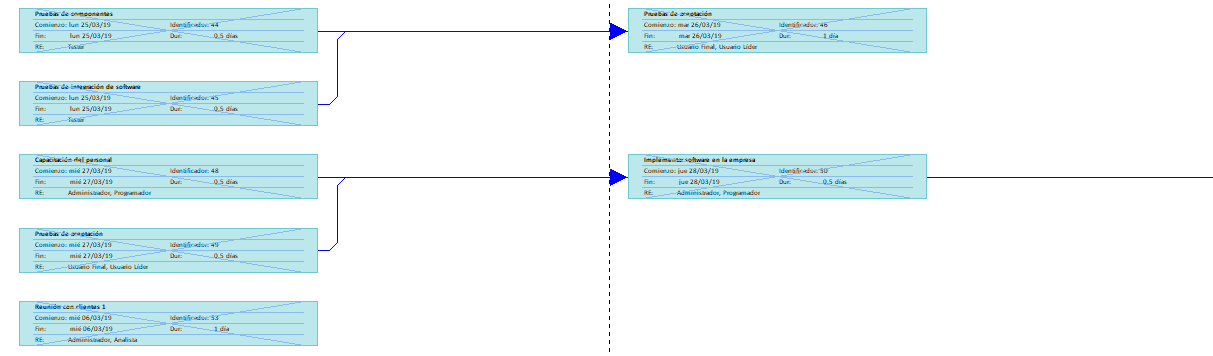 Pruebas de componentes
Comienzo: lun 25/03/19 Identificador: 44
Fin: lun 25/03/19 Dur: 0,5 días
RE: Tester
Pruebas de integración de software
Comienzo: lun 25/03/19 Identificador: 45
Fin: lun 25/03/19 Dur: 0,5 días
RE: Tester
Capacitación del personal
Comienzo: mié 27/03/19 Identificador: 48
Fin: mié 27/03/19 Dur: 0,5 días
RE: Administrador, Programador
Pruebas de aceptación
Comienzo: mié 27/03/19 Identificador: 49
Fin: mié 27/03/19 Dur: 0,5 días
RE: Usuario Final, Usuario Líder
Reunión con clientes 1
Comienzo: mié 06/03/19 Identificador: 53
Fin: mié 06/03/19 Dur: 1 día
RE: Administrador, Analista
Pruebas de aceptación
Comienzo: mar 26/03/19 Identificador: 46
Fin: mar 26/03/19 Dur: 1 día
RE: Usuario Final, Usuario Líder
Implementar software en la empresa
Comienzo: jue 28/03/19 Identificador: 50
Fin: jue 28/03/19 Dur: 0,5 días
RE: Administrador, Programador